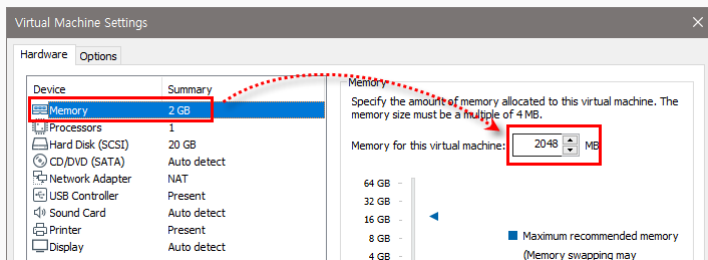 Virtual Machine Settings
Hardware Options
Device Summary
Memory 2 GB
Processors 1
Hard Disk (SCSI) 20 GB
CD/DVD (SATA) Auto detect
Network Adapter NAT
USB Controller Present
Sound Card Auto detect
Printer Present
Display Auto detect
Memory
Specify the amount of memory allocated to this virtual machine. The
memory size must be a multiple of 4 MB.
Memory for this virtual machine: 2048 MB
64 GB
32 GB
16 GB
8 GB
4 GB
Maximum recommended memory
(Memory swapping may